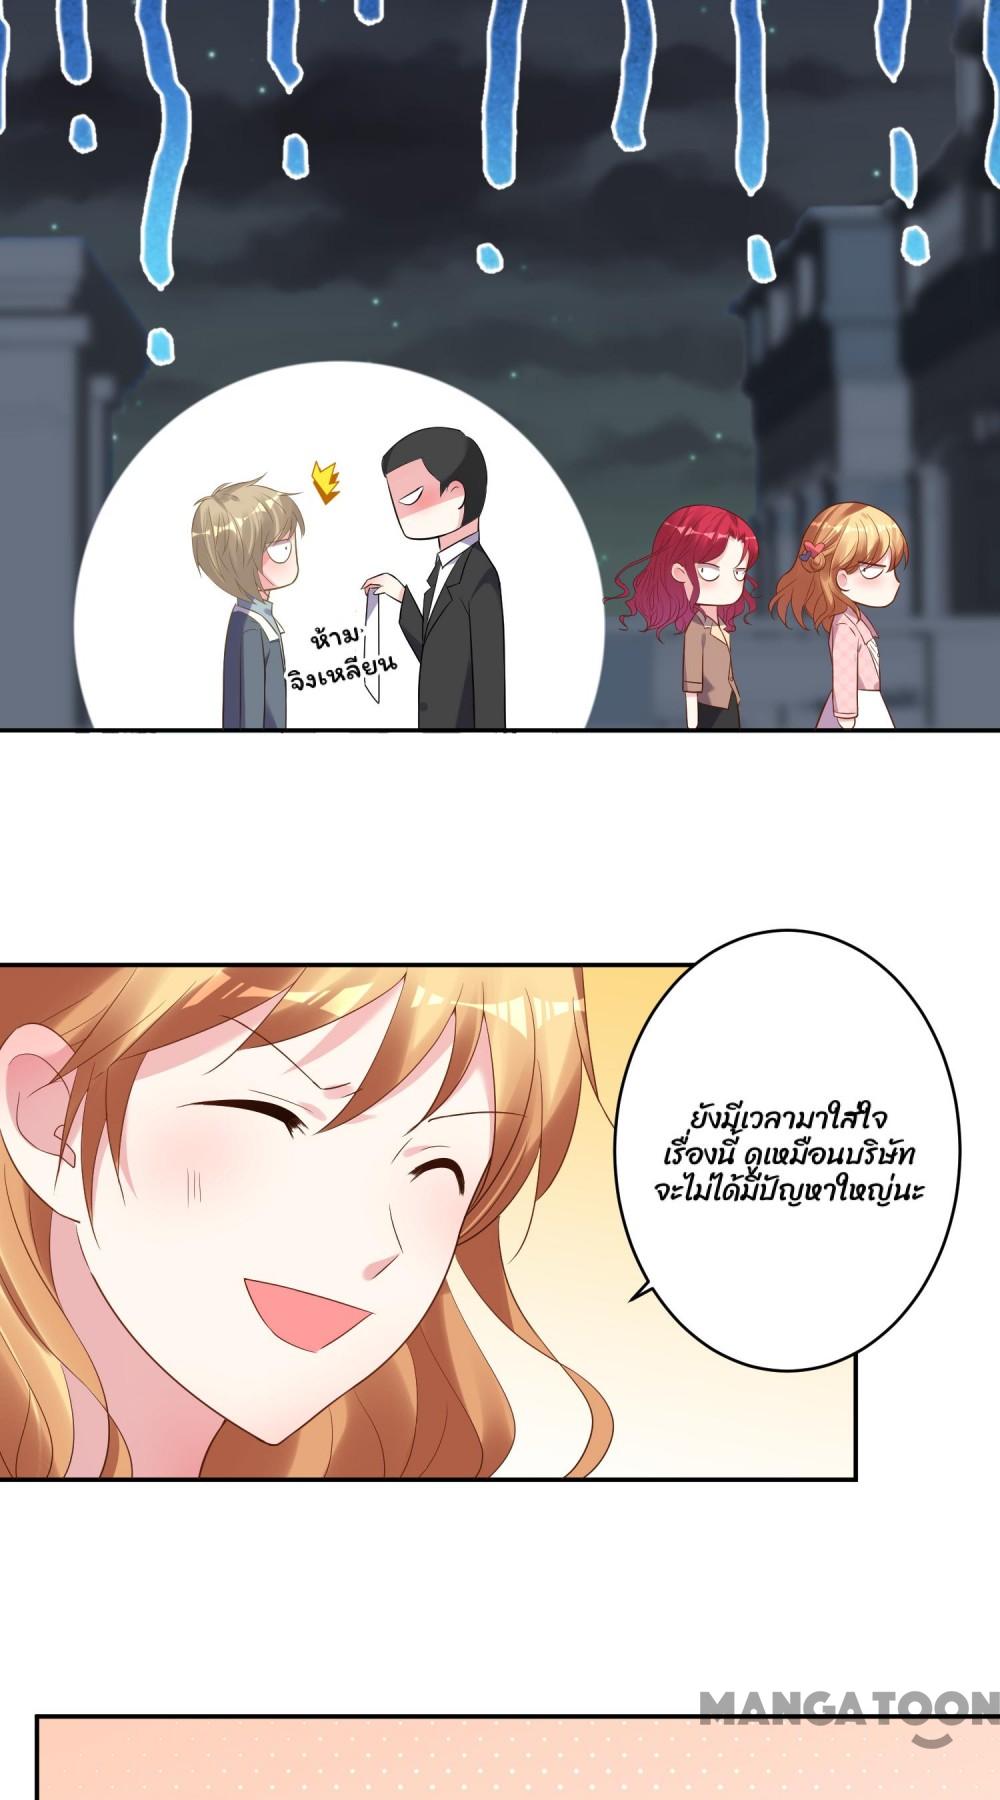 ห้าม
จิงเหลียน
ยังมีเวลามาใส่ใจ
เรื่องนี้ ดูเหมือนบริษัท
จะไม่ได้มีปัญหาใหญ่นะ
MANGATOON